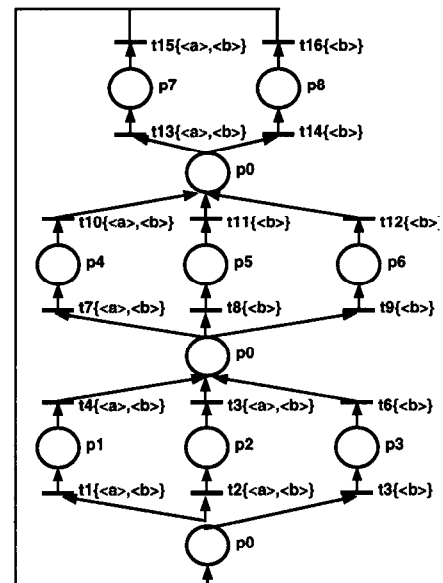 t15{<a>,<b>} t16{<b>}
p7 p8
t13{<a>,<b>} t14{<b>}
p0
t10{<a>,<b>} t11{<b>} t12{<b>}
p4 p5 p6
t7{<a>,<b>} t8{<b>} t9{<b>}
p0
t4{<a>,<b>} t3{<a>,<b>} t6{<b>}
p1 p2 p3
t1{<a>,<b>} t2{<a>,<b>} t3{<b>}
p0